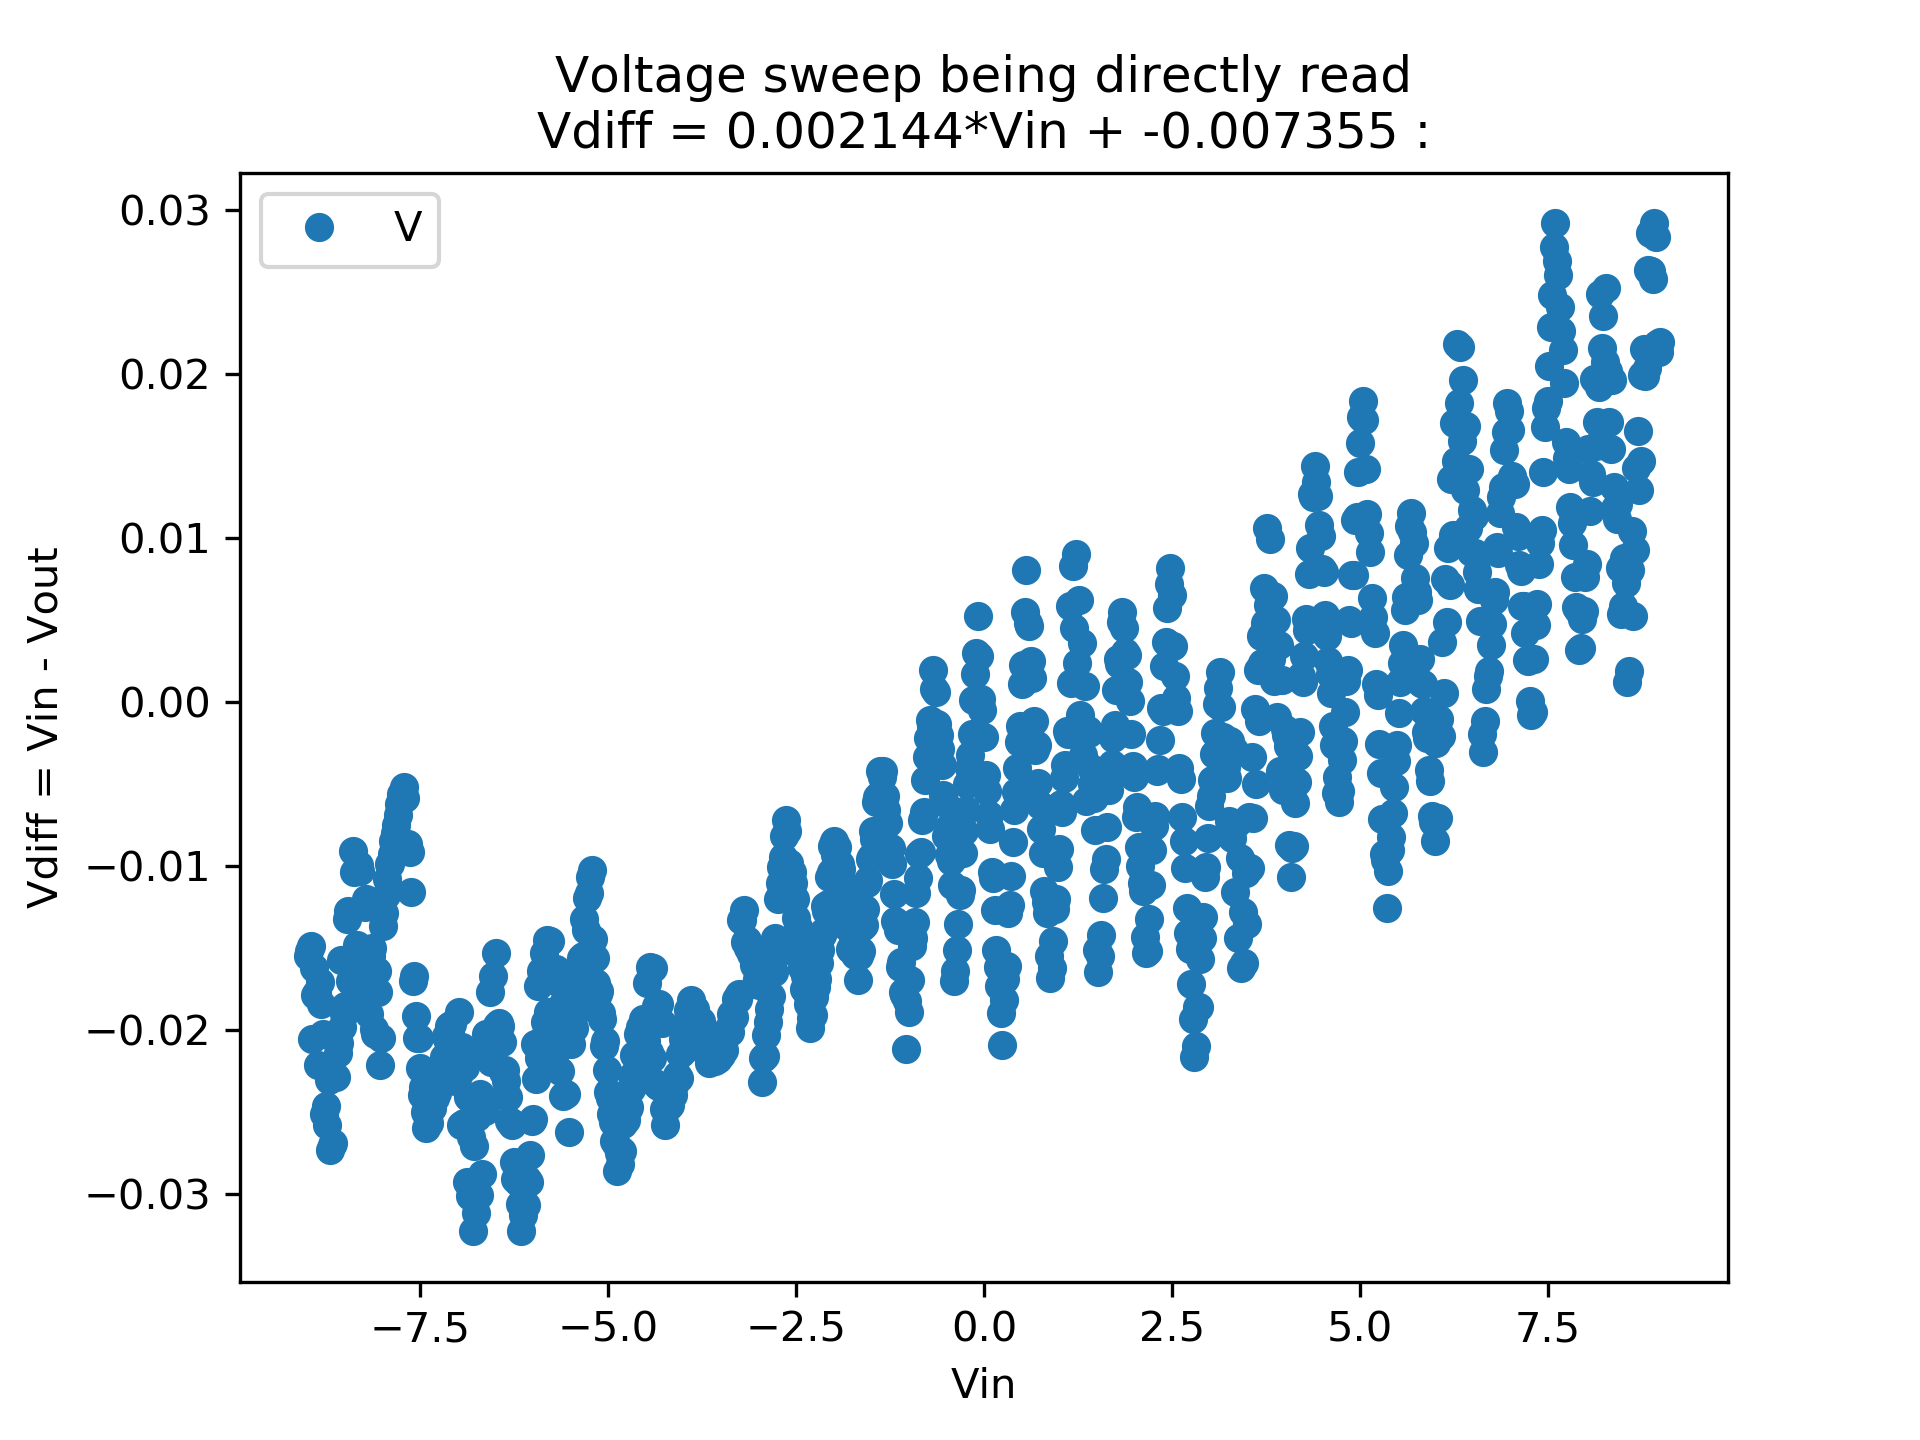 Voltage sweep being directly read
Vdiff = 0.002144*Vin + -0.007355 :
V
0.03
0.02
0.01
0.00
−0.01
−0.02
−0.03
Vdiff = Vin - Vout
−7.5
−5.0
−2.5
0.0
2.5
5.0
7.5
Vin